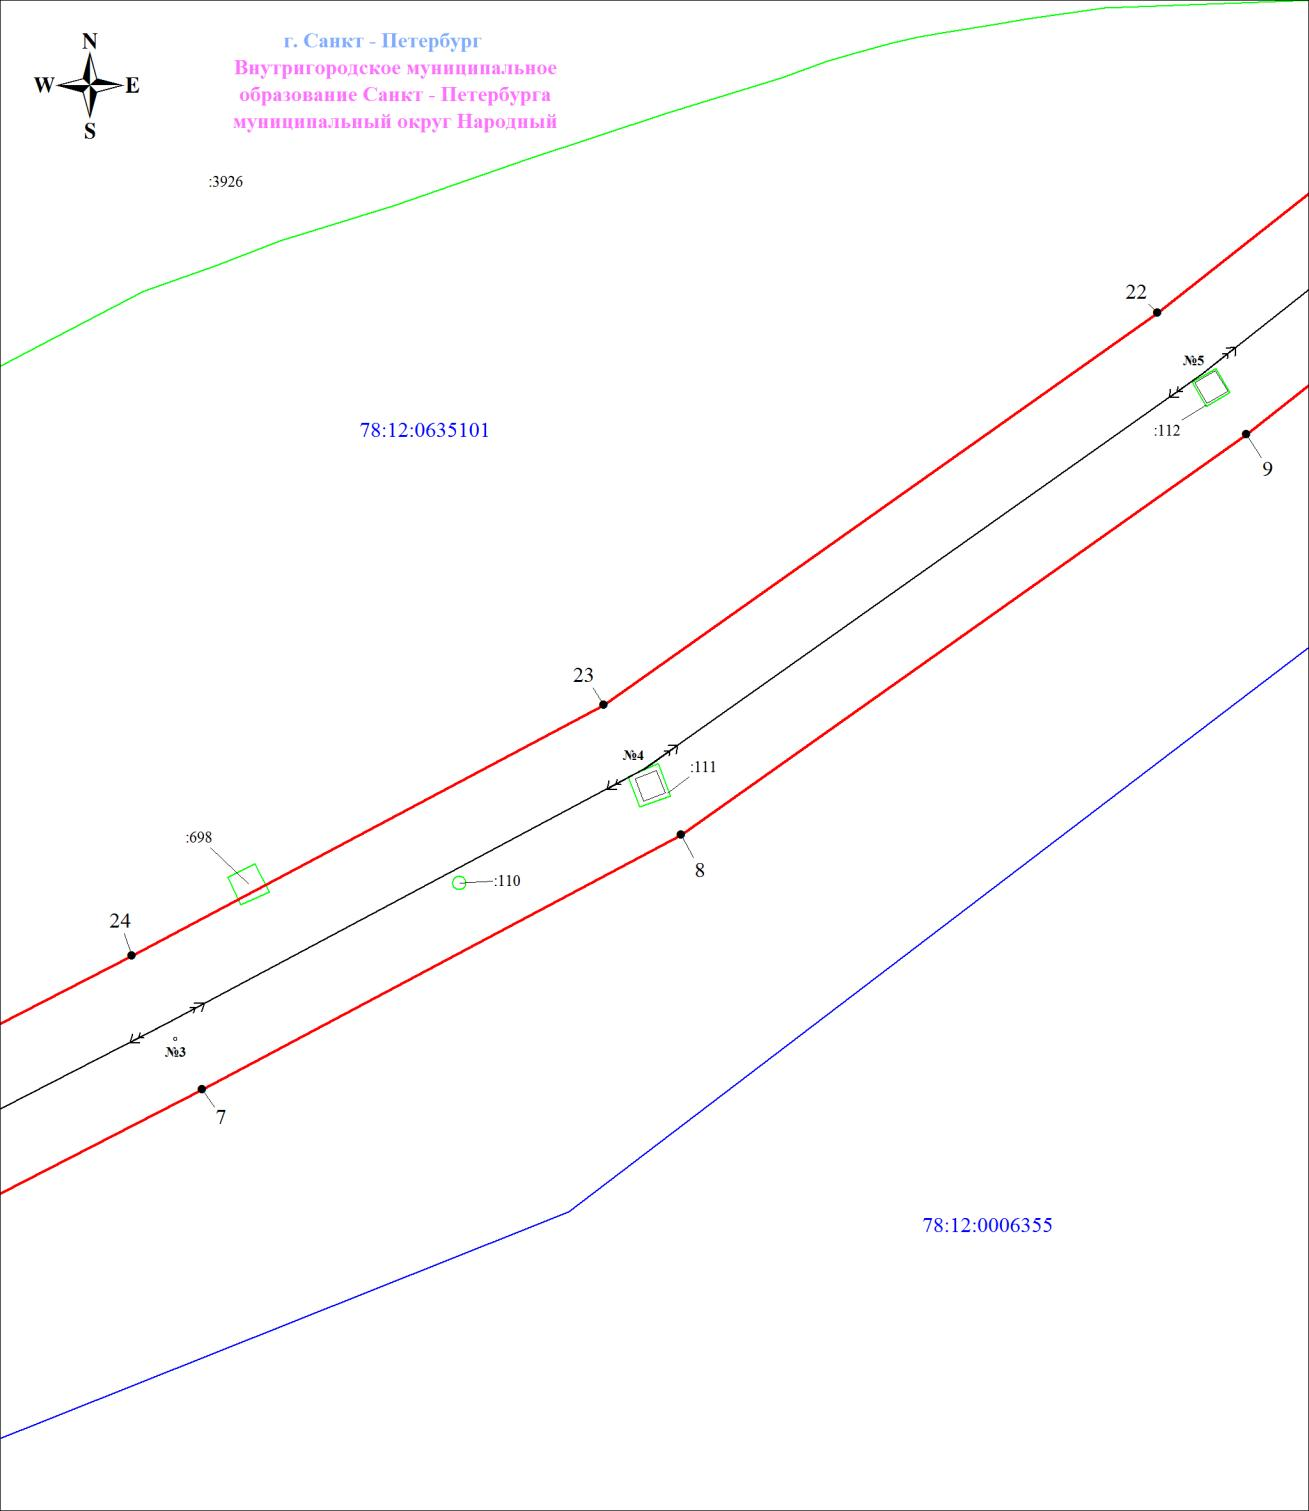 N
W E
S
г. Санкт - Петербург
Внутригородское муниципальное
образование Санкт - Петербурга
муниципальный округ Народный
:3926
22
№5
78:12:0635101
:112
9
23
№4
:111
:698
8
:110
24
№3
7
78:12:0006355